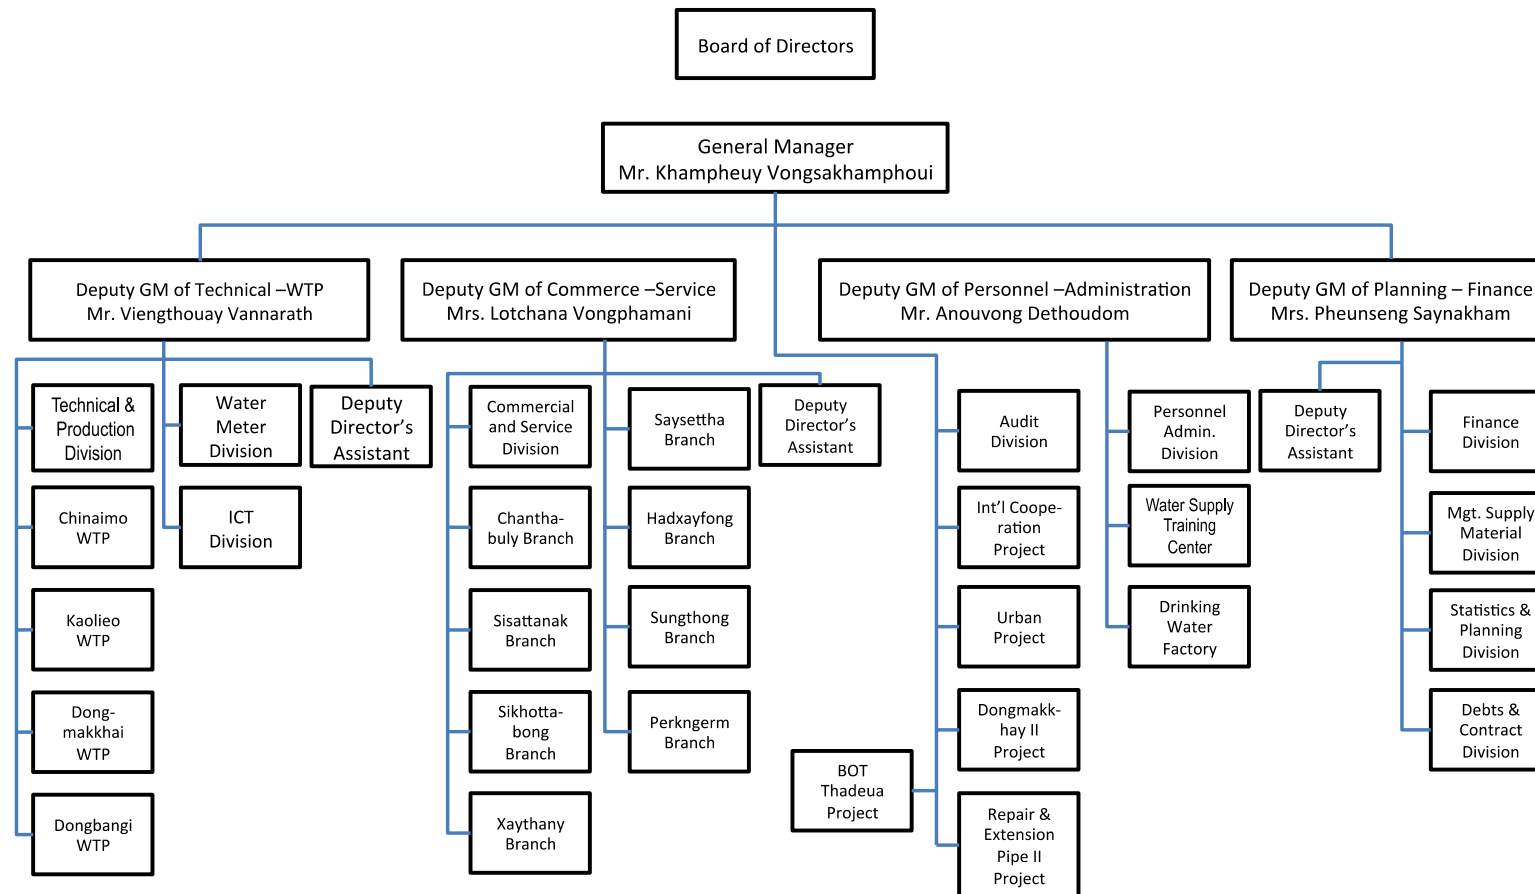 Board of Directors
General Manager
Mr. Khampheuy Vongsakhamphoui
Deputy GM of Technical –WTP
Mr. Viengthouay Vannarath
Deputy GM of Commerce –Service
Mrs. Lotchana Vongphamani
Deputy GM of Personnel –Administration
Mr. Anouvong Dethoudom
Deputy GM of Planning – Finance
Mrs. Pheunseng Saynakham
Technical &
Production
Division
Water
Meter
Division
Deputy
Director's
Assistant
Chinaimo
WTP
ICT
Division
Kaolieo
WTP
Dong-
makkhai
WTP
Dongbangi
WTP
Commercial
and Service
Division
Saysettha
Branch
Deputy
Director's
Assistant
Chantha-
buly Branch
Hadxayfong
Branch
Sisattanak
Branch
Sungthong
Branch
Sikhotta-
bong
Branch
Perkngerm
Branch
Xaythany
Branch
Audit
Division
Int'l Coope-
ration
Project
Urban
Project
Dongmakk-
hay II
Project
BOT
Thadeua
Project
Repair &
Extension
Pipe II
Project
Personnel
Admin.
Division
Water Supply
Training
Center
Drinking
Water
Factory
Deputy
Director's
Assistant
Finance
Division
Mgt. Supply
Material
Division
Statistics &
Planning
Division
Debts &
Contract
Division